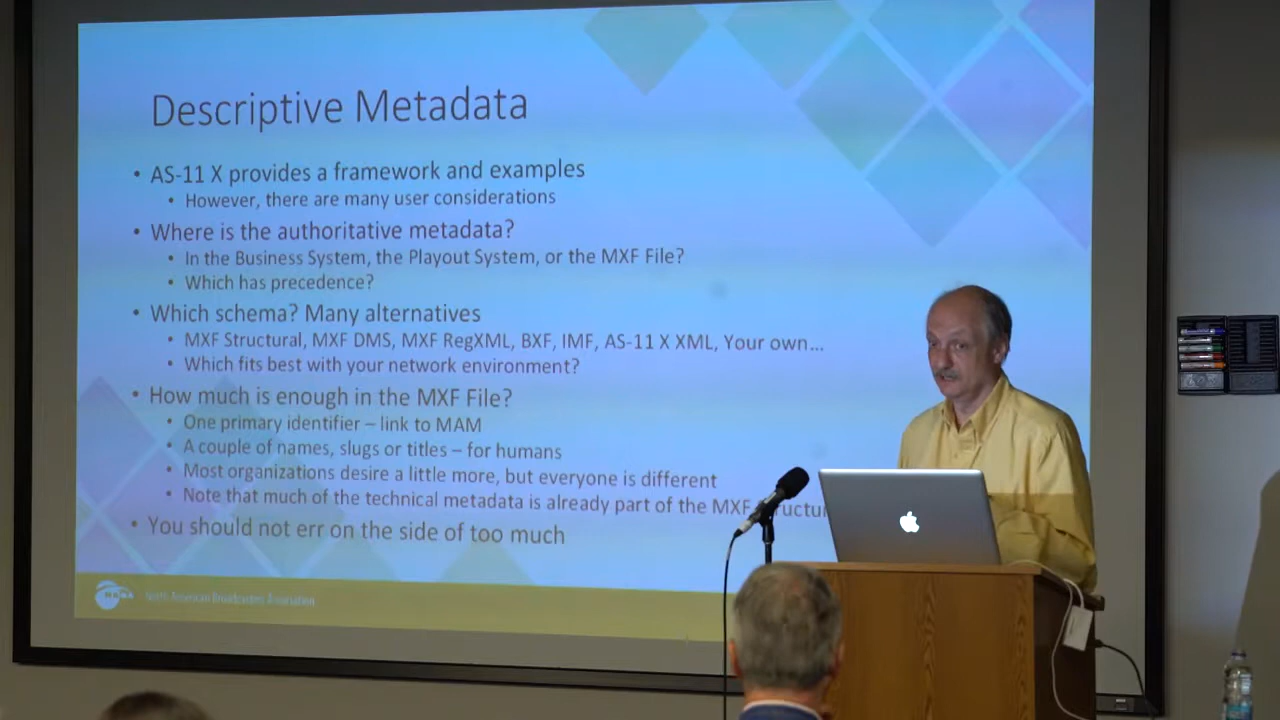 Descriptive Metadata
• AS-11 X provides a framework and examples
• However, there are many user considerations
• Where is the authoritative metadata?
• In the Business System, the Playout System, or the MXF File?
• Which has precedence?
• Which schema? Many alternatives
• MXF Structural, MXF DMS, MXF RegXML, BXF, IMF, AS-11 X XML, Your own...
• Which fits best with your network environment?
• How much is enough in the MXF File?
• One primary identifier – link to MAM
• A couple of names, slugs or titles – for humans
• Most organizations desire a little more, but everyone is different
• Note that much of the technical metadata is already part of the MXF
• You should not err on the side of too much
NABA North American Broadcasters Association